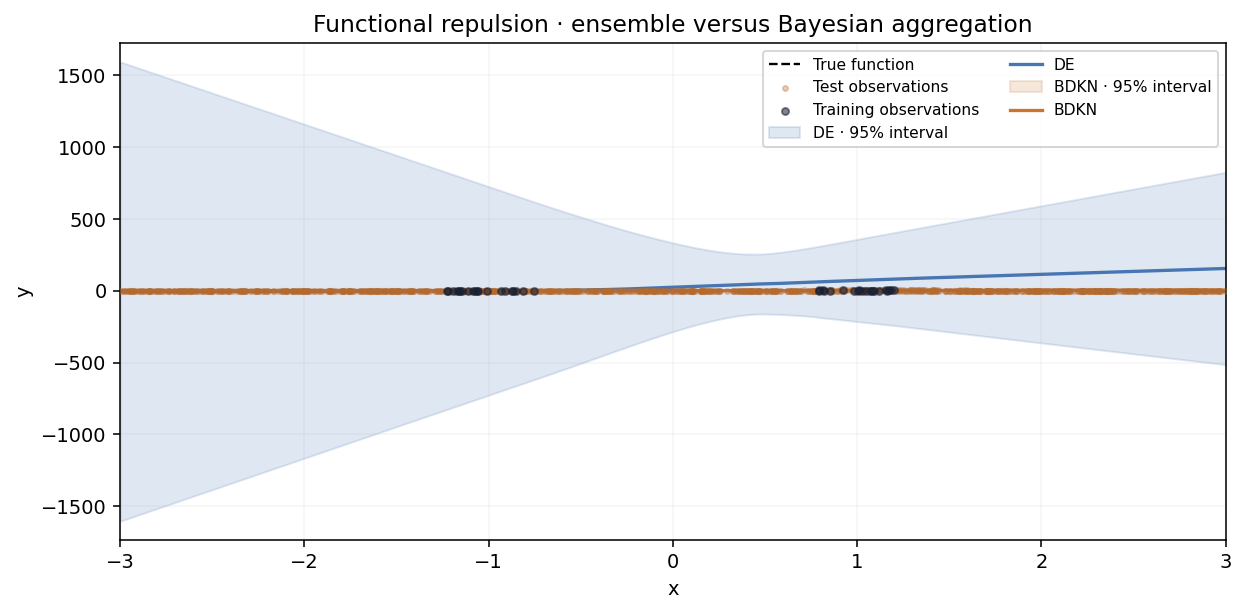 Functional repulsion · ensemble versus Bayesian aggregation
True function
Test observations
Training observations
DE · 95% interval
DE
BDKN · 95% interval
BDKN
y
1500
1000
500
0
−500
−1000
−1500
−3
−2
−1
0
1
2
3
x